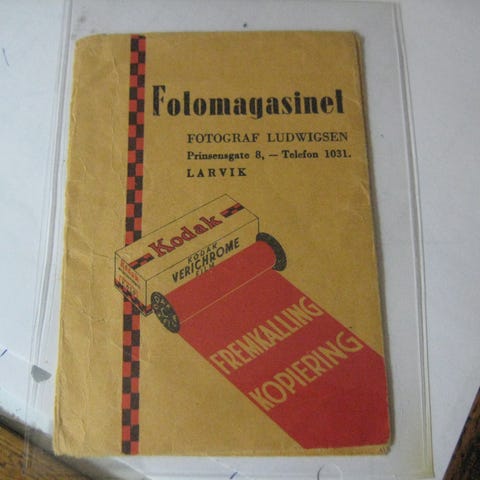 Fotomagasinet
FOTOGRAF LUDWIGSEN
Prinsensgate 8, — Telefon 1031.
LARVIK
Kodak
KODAK
VERICHROME
FILM
FREMKALLING
KOPIERING